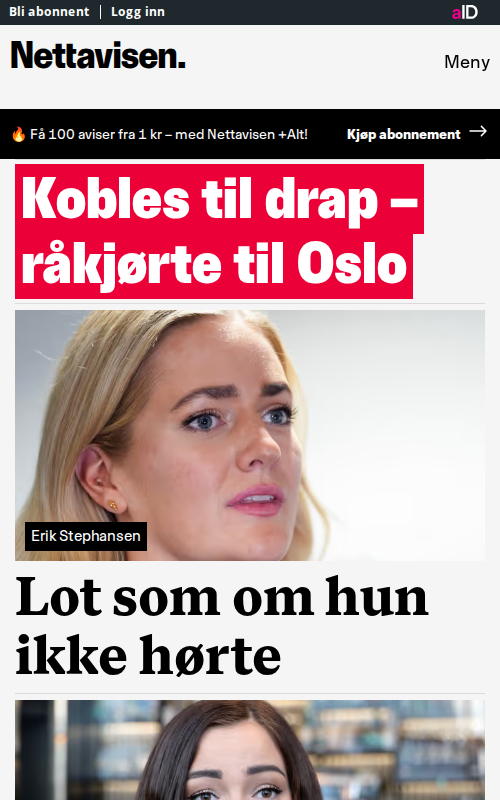 Bli abonnent | Logg inn
aID
Nettavisen.
Meny
🔥 Få 100 aviser fra 1 kr – med Nettavisen +Alt!
Kjøp abonnement →
Kobles til drap –
råkjørte til Oslo
Erik Stephansen
Lot som om hun
ikke hørte